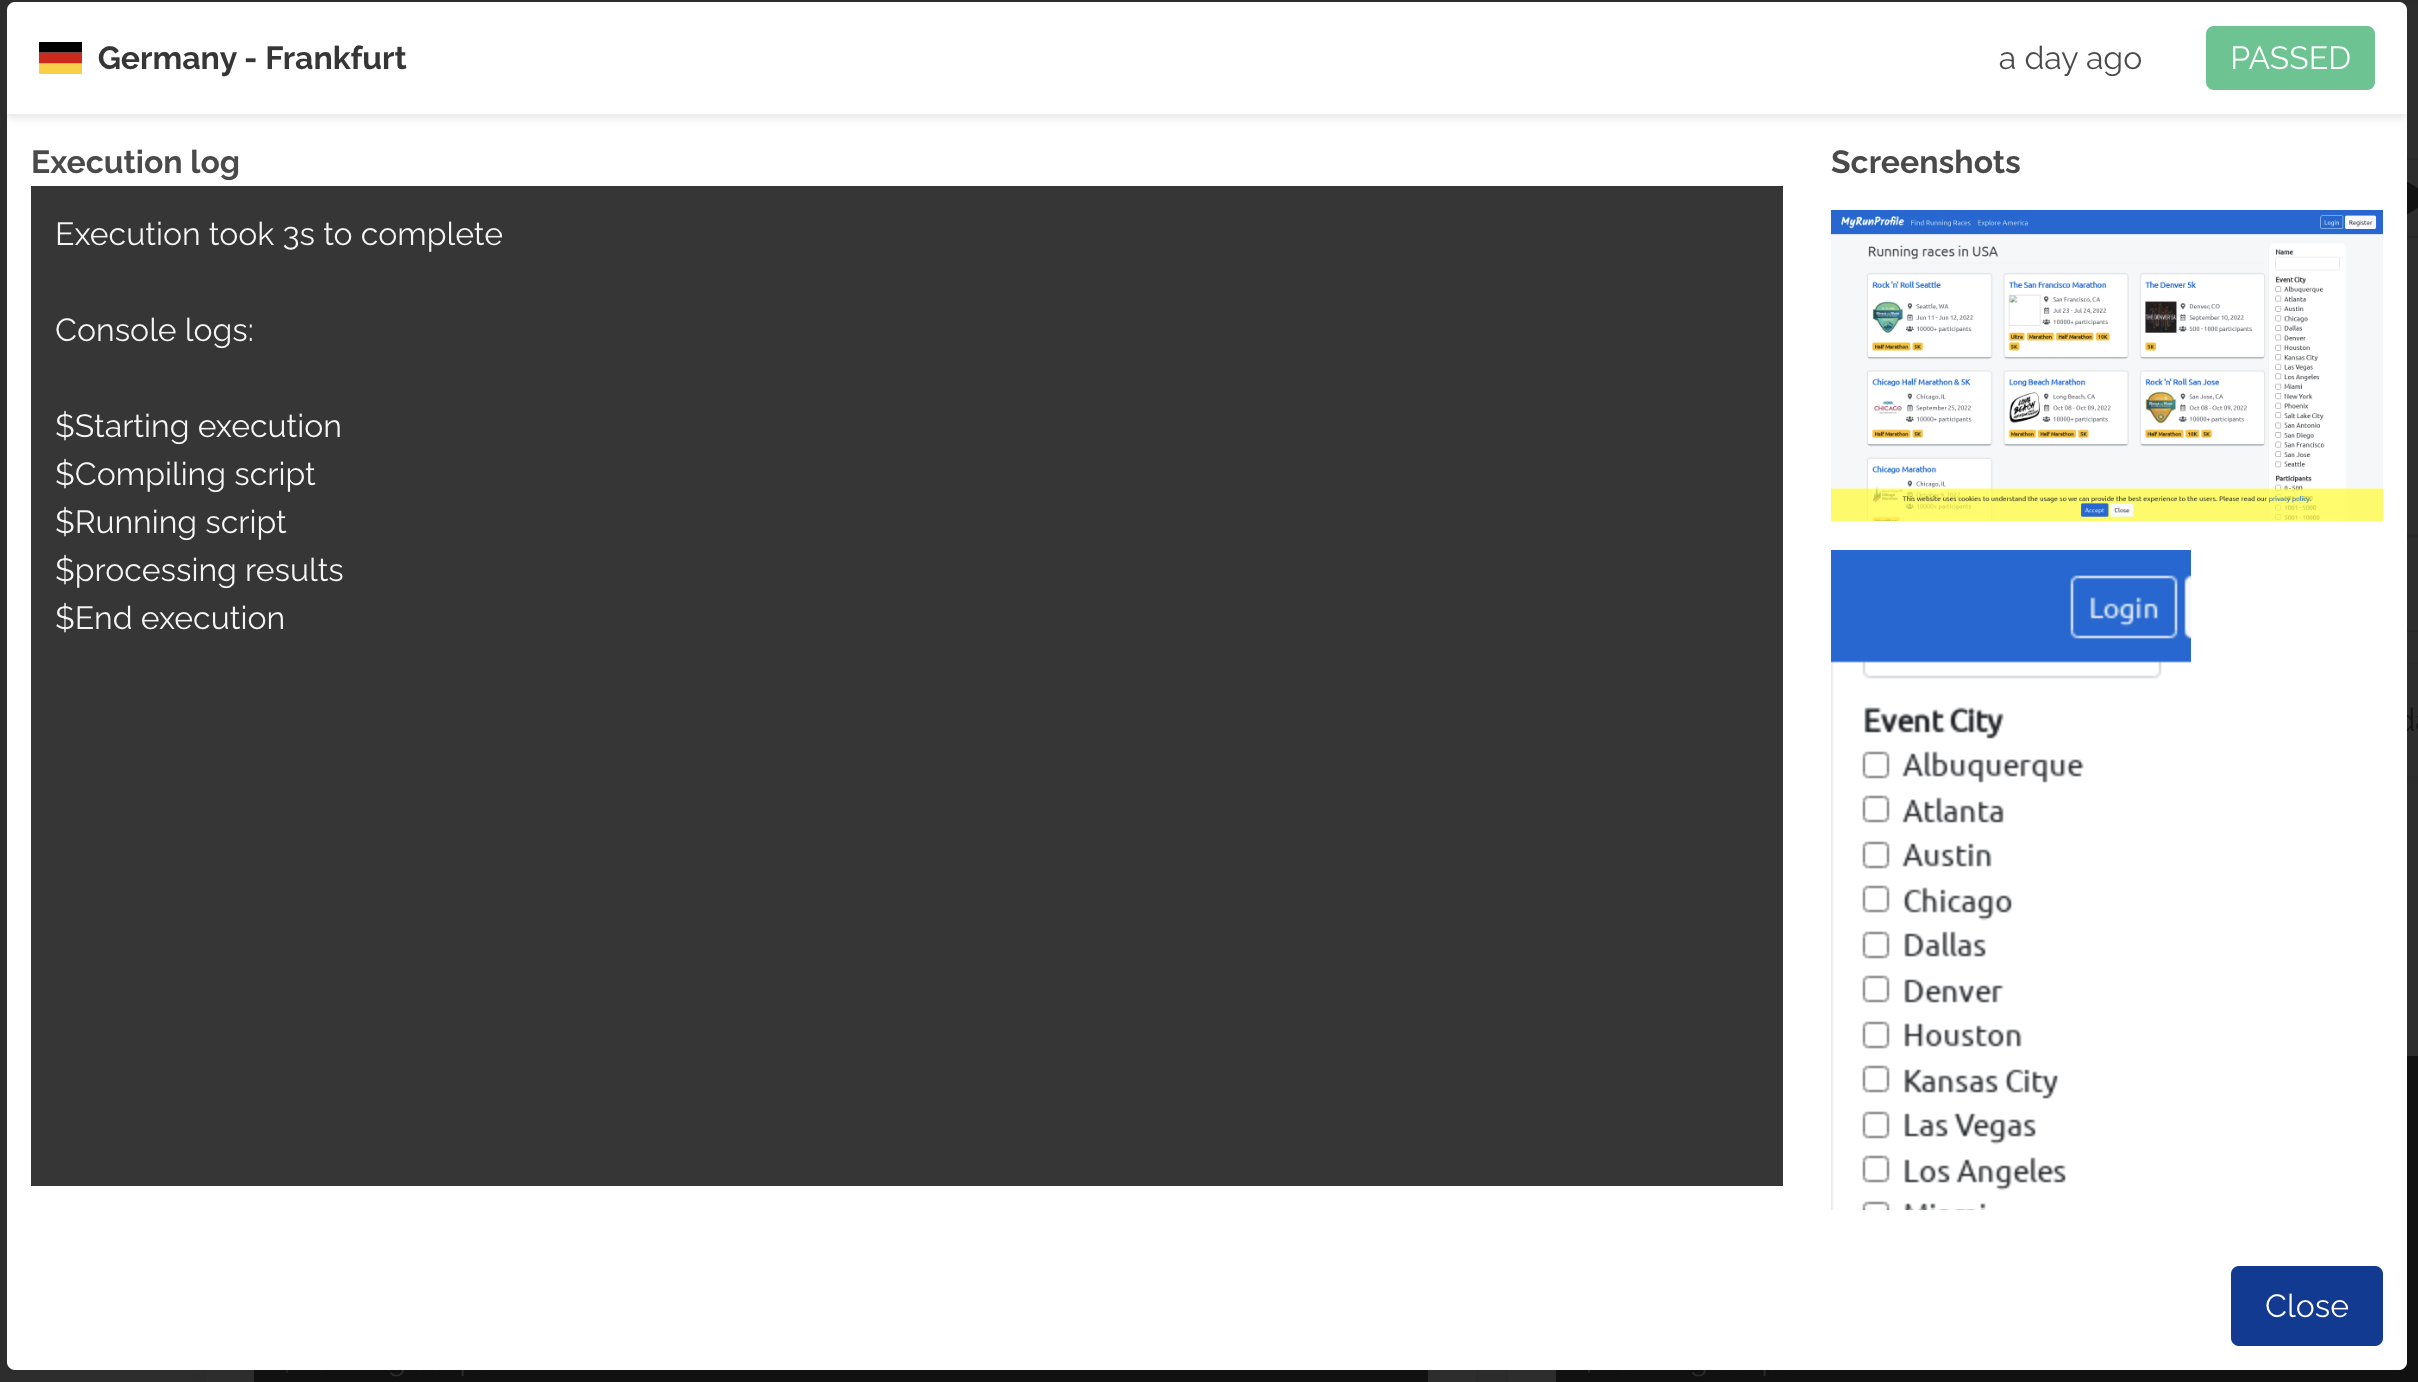 Germany - Frankfurt
a day ago
PASSED
Execution log
Execution took 3s to complete
Console logs:
$Starting execution
$Compiling script
$Running script
$processing results
$End execution
Screenshots
MyRunProfile Find Running Races Explore America
Login Register
Running races in USA
Rock 'n' Roll Seattle
Seattle, WA
Jun 11 - Jun 12, 2022
10000+ participants
Half Marathon 5K
The San Francisco Marathon
San Francisco, CA
Jul 23 - Jul 24, 2022
10000+ participants
Ultra Marathon Half Marathon 10K
5K
The Denver 5k
Denver, CO
September 10, 2022
500 - 1000 participants
5K
Chicago Half Marathon & 5K
CHICAGO
Chicago, IL
September 25, 2022
10000+ participants
Half Marathon 5K
Long Beach Marathon
Long Beach, CA
Oct 08 - Oct 09, 2022
10000+ participants
Marathon Half Marathon 5K
Rock 'n' Roll San Jose
San Jose, CA
Oct 08 - Oct 09, 2022
10000+ participants
Half Marathon 10K 5K
Chicago Marathon
Chicago, IL
10000+ participants
Name
Event City
Albuquerque
Atlanta
Austin
Chicago
Dallas
Denver
Houston
Kansas City
Las Vegas
Los Angeles
Miami
New York
Phoenix
Salt Lake City
San Antonio
San Diego
San Francisco
San Jose
Seattle
Participants
0 - 500
1001 - 5000
5001 - 10000
This website uses cookies to understand the usage so we can provide the best experience to the users. Please read our privacy policy.
Accept Close
Login
Event City
Albuquerque
Atlanta
Austin
Chicago
Dallas
Denver
Houston
Kansas City
Las Vegas
Los Angeles
Miami
Close